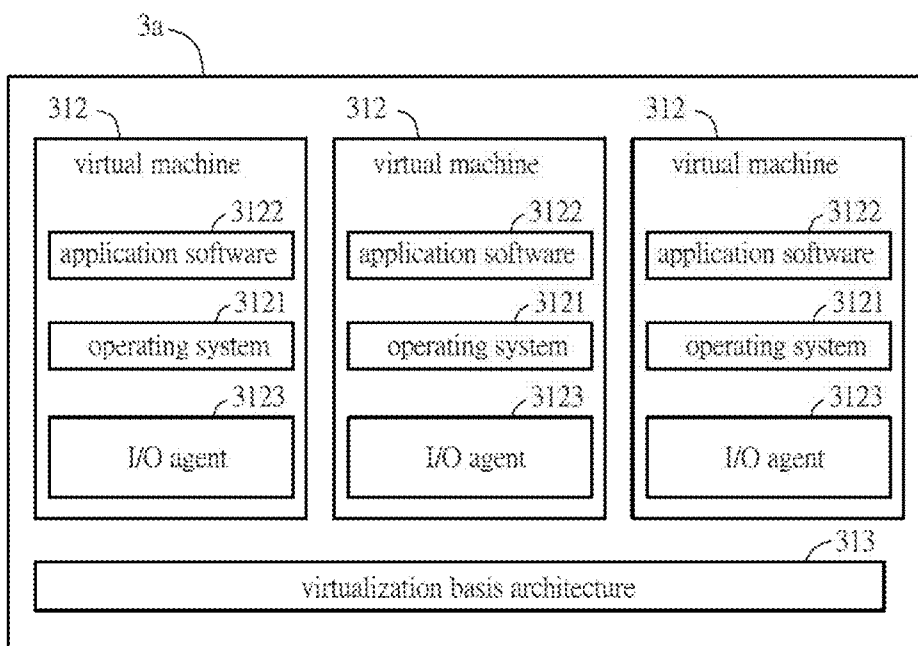 3a
312 312 312
virtual machine virtual machine virtual machine
3122 3122 3122
application software application software application software
3121 3121 3121
operating system operating system operating system
3123 3123 3123
I/O agent I/O agent I/O agent
313
virtualization basis architecture